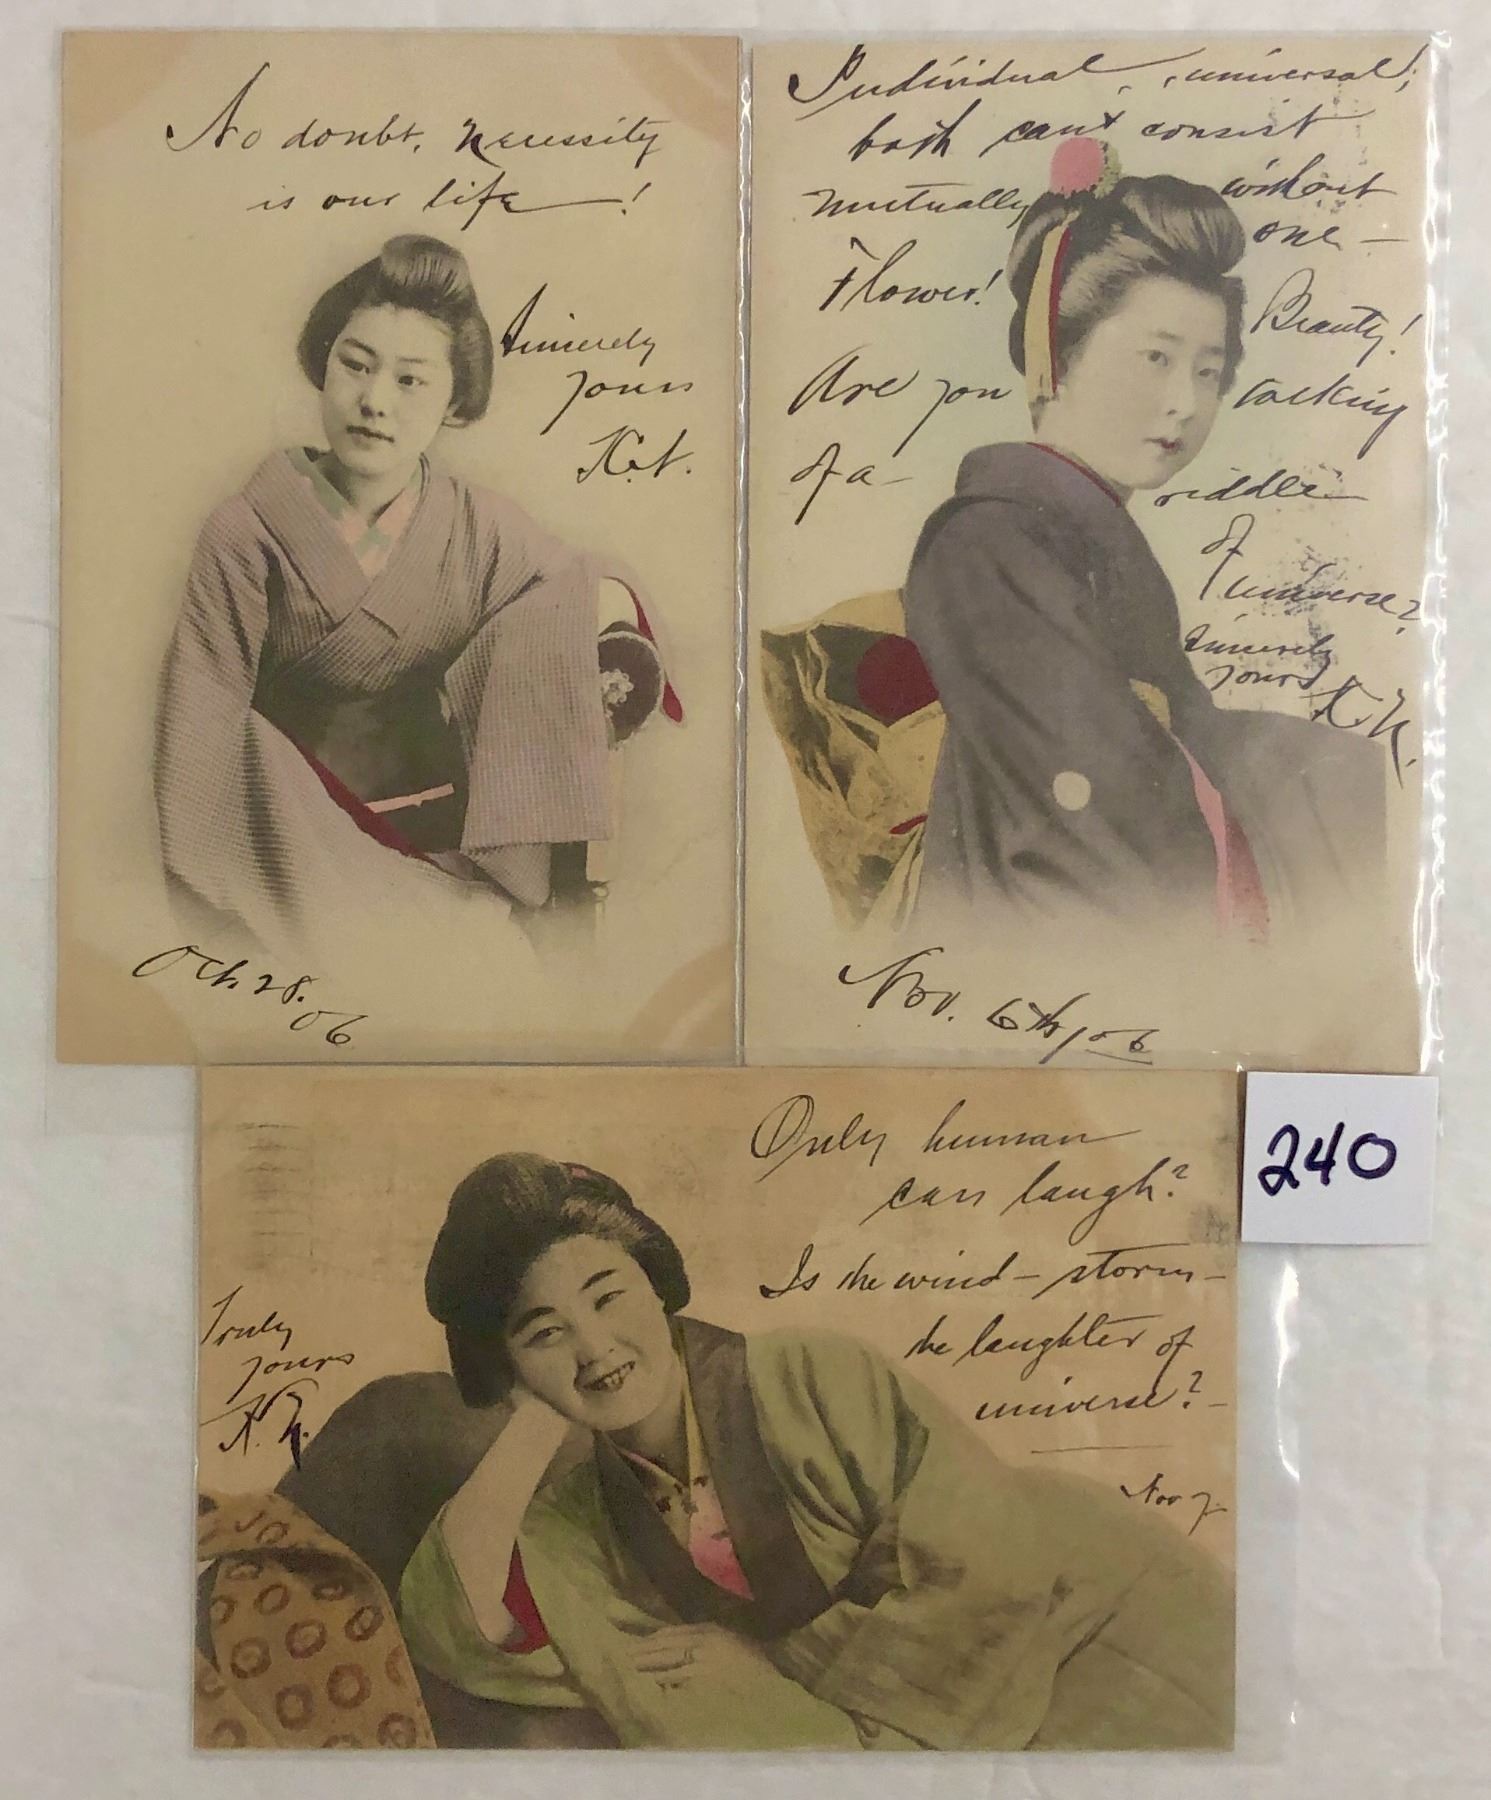 No doubt, necessity
is our life—!
Sincerely
yours
K. N.
Oct. 28.
06
Individual, universal;
both can't consist
mutually without
one —
Flower! Beauty!
Are you talking
of a — riddle
of
universe?
Sincerely
yours
K. N.
Nov. 6th, 06
Only human
can laugh?
Is the wind – storm –
the laughter of
universe? –
Truly
yours
K. N.
Nov 7.
240